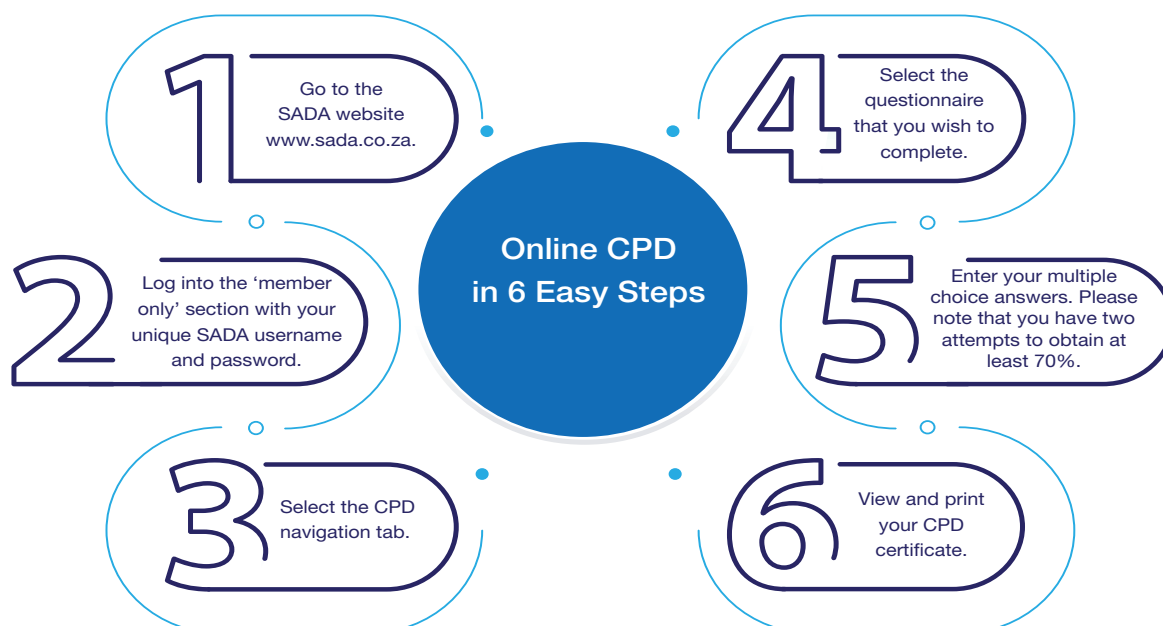 Online CPD
in 6 Easy Steps
1
Go to the
SADA website
www.sada.co.za.
2
Log into the ‘member
only’ section with your
unique SADA username
and password.
3
Select the CPD
navigation tab.
4
Select the
questionnaire
that you wish to
complete.
5
Enter your multiple
choice answers. Please
note that you have two
attempts to obtain at
least 70%.
6
View and print
your CPD
certificate.